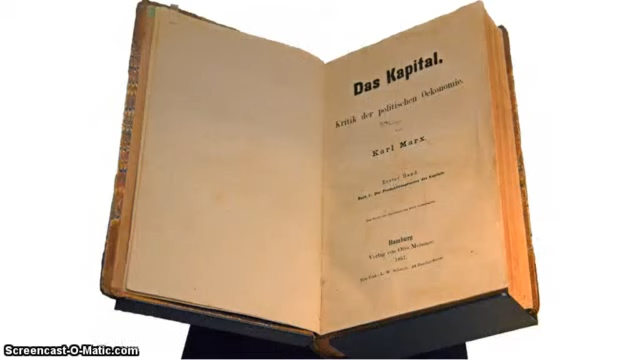 Das Kapital.
Kritik der politischen Oekonomie.
Von
Karl Marx.
Erster Band
Buch I: Der Produktionsprocess des Kapitals.
Hamburg
Verlag von Otto Meissner.
1867.
Screencast-O-Matic.com